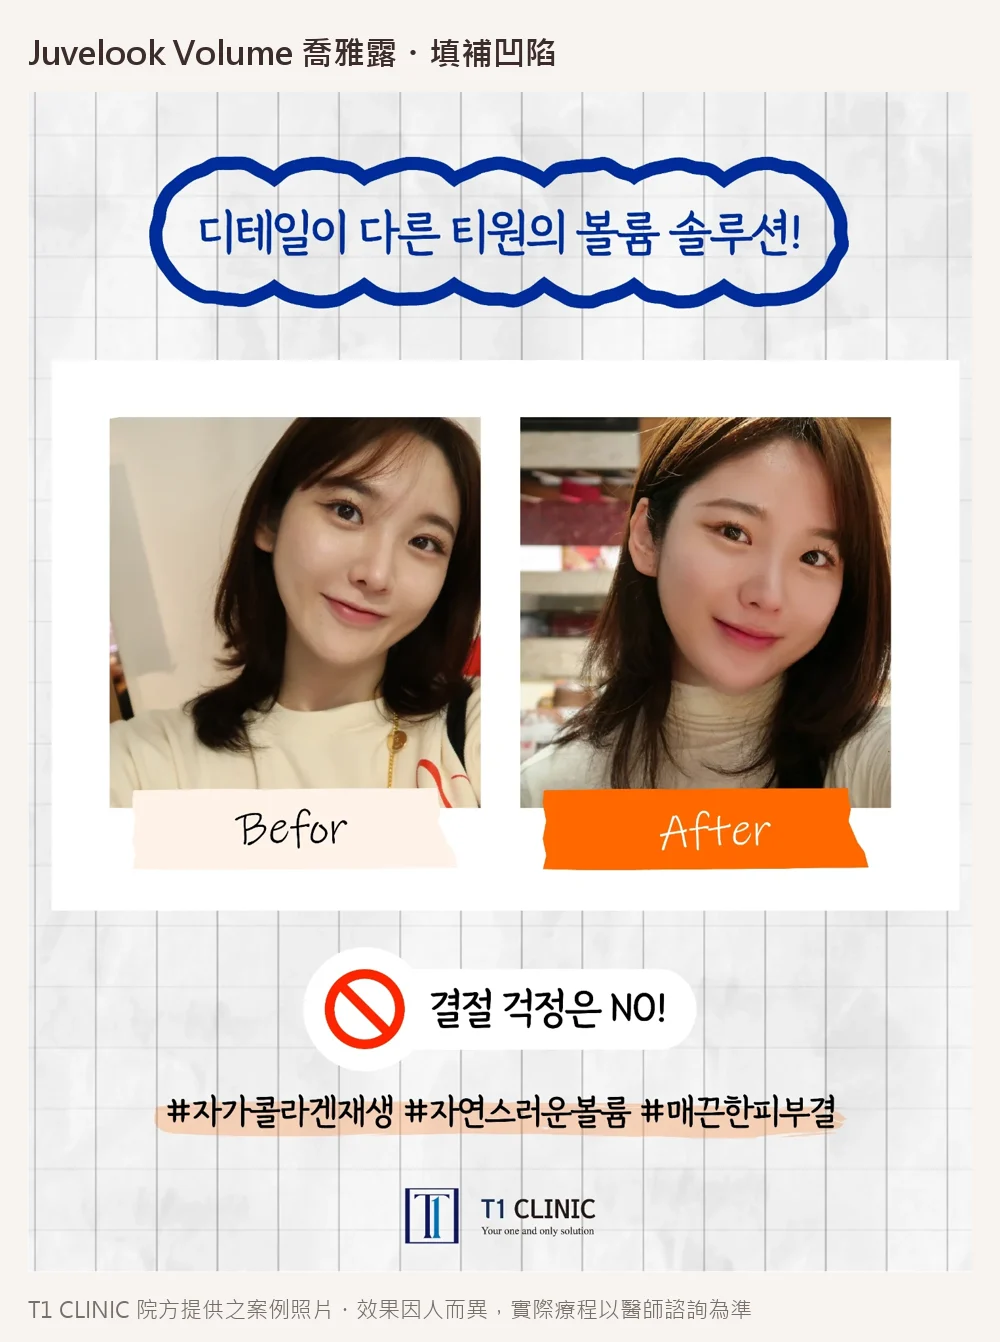 Juvelook Volume 喬雅露・填補凹陷
디테일이 다른 티원의 볼륨 솔루션!
Befor
After
결절 걱정은 NO!
#자가콜라겐재생 #자연스러운볼륨 #매끈한피부결
T1 CLINIC
Your one and only solution
T1 CLINIC 院方提供之案例照片・效果因人而異，實際療程以醫師諮詢為準